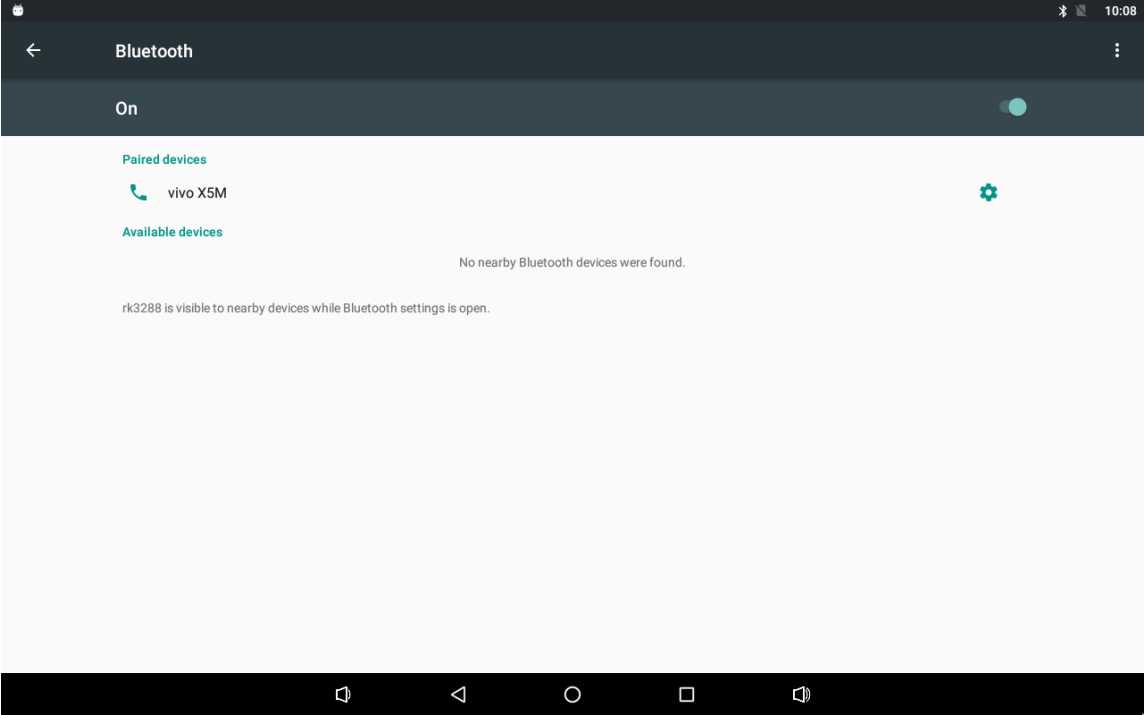 10:08
Bluetooth
On
Paired devices
vivo X5M
Available devices
No nearby Bluetooth devices were found.
rk3288 is visible to nearby devices while Bluetooth settings is open.